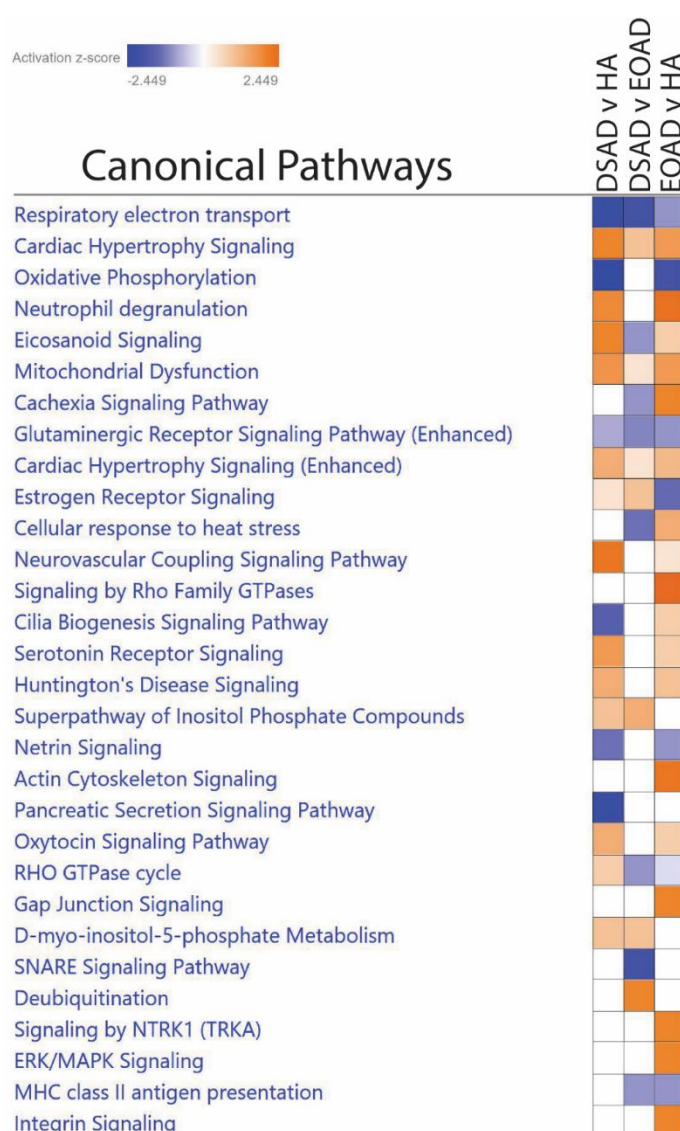 Activation z-score
-2.449 2.449
DSAD v HA
DSAD v EOAD
EOAD v HA
Canonical Pathways
Respiratory electron transport
Cardiac Hypertrophy Signaling
Oxidative Phosphorylation
Neutrophil degranulation
Eicosanoid Signaling
Mitochondrial Dysfunction
Cachexia Signaling Pathway
Glutaminergic Receptor Signaling Pathway (Enhanced)
Cardiac Hypertrophy Signaling (Enhanced)
Estrogen Receptor Signaling
Cellular response to heat stress
Neurovascular Coupling Signaling Pathway
Signaling by Rho Family GTPases
Cilia Biogenesis Signaling Pathway
Serotonin Receptor Signaling
Huntington's Disease Signaling
Superpathway of Inositol Phosphate Compounds
Netrin Signaling
Actin Cytoskeleton Signaling
Pancreatic Secretion Signaling Pathway
Oxytocin Signaling Pathway
RHO GTPase cycle
Gap Junction Signaling
D-myo-inositol-5-phosphate Metabolism
SNARE Signaling Pathway
Deubiquitination
Signaling by NTRK1 (TRKA)
ERK/MAPK Signaling
MHC class II antigen presentation
Integrin Signaling